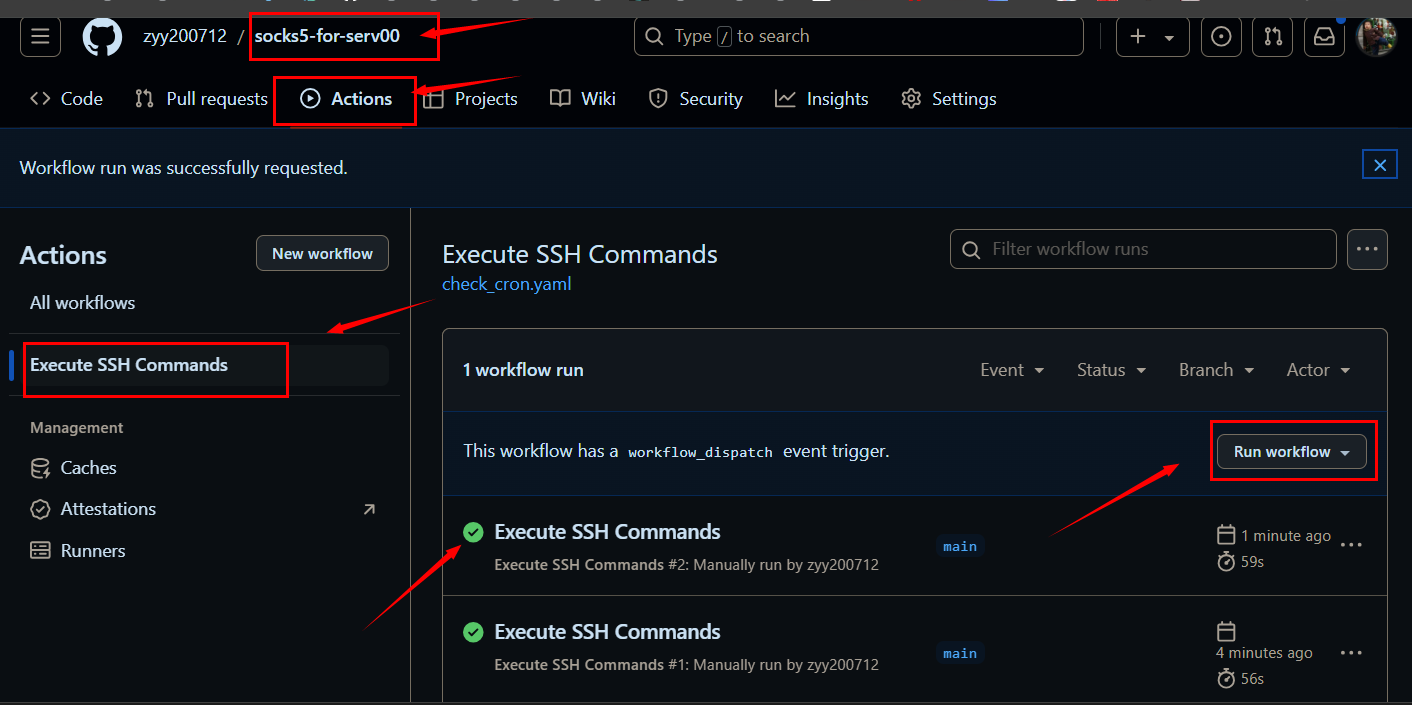 zyy200712 / socks5-for-serv00
Type / to search
Code Pull requests Actions Projects Wiki Security Insights Settings
Workflow run was successfully requested.
Actions
New workflow
All workflows
Execute SSH Commands
Management
Caches
Attestations
Runners
Execute SSH Commands
check_cron.yaml
Filter workflow runs
1 workflow run
Event Status Branch Actor
This workflow has a workflow_dispatch event trigger.
Run workflow
Execute SSH Commands
Execute SSH Commands #2: Manually run by zyy200712
main
1 minute ago
59s
Execute SSH Commands
Execute SSH Commands #1: Manually run by zyy200712
main
4 minutes ago
56s